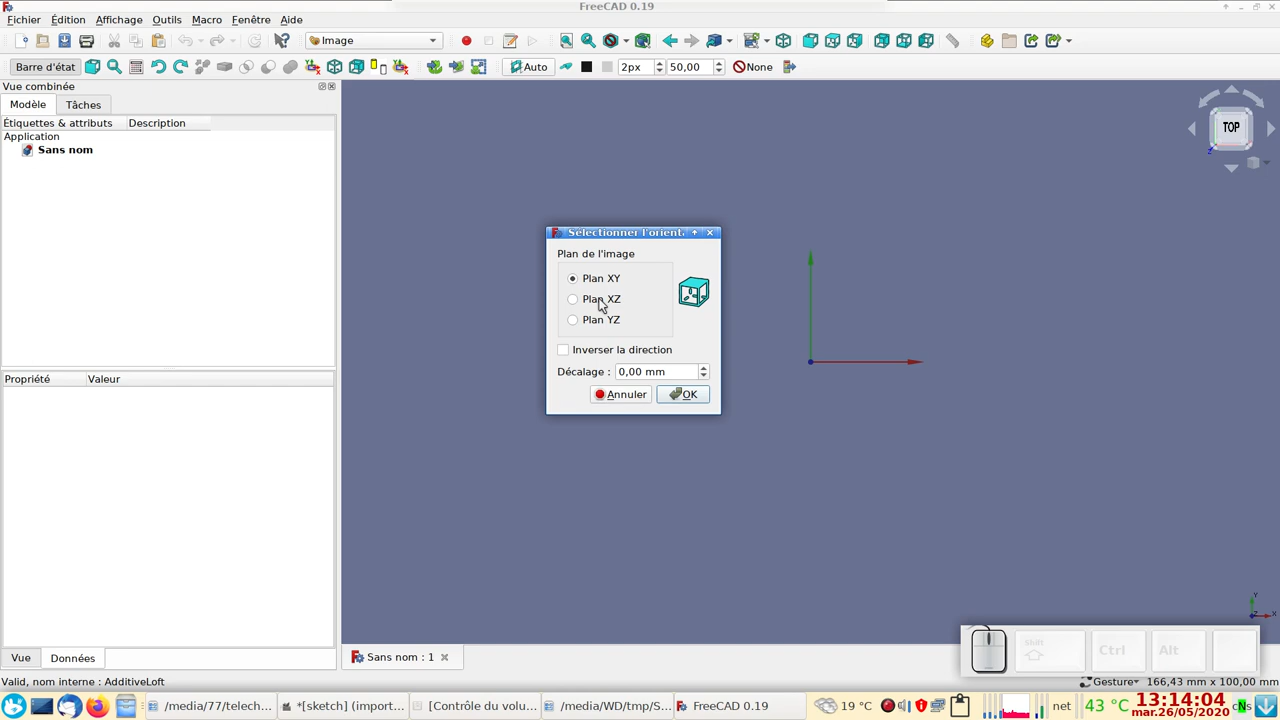 FreeCAD 0.19
Fichier Édition Affichage Outils Macro Fenêtre Aide
Image
Barre d'état Auto 2px 50,00 None
Vue combinée
Modèle Tâches
Étiquettes & attributs Description
Application
Sans nom
TOP
Sélectionner l'orient.
Plan de l'image
Plan XY
Plan XZ
Plan YZ
Inverser la direction
Décalage : 0,00 mm
Annuler OK
Propriété Valeur
Y
Z X
Shift Ctrl Alt
Vue Données
Sans nom : 1
Valid, nom interne : AdditiveLoft
Gesture 166,43 mm x 100,00 mm
/media/77/telech... *[sketch] (impor t... [Contrôle du volu... /media/WD/tmp/S... FreeCAD 0.19
19 °C net 43 °C 13:14:04
mar.26/05/2020